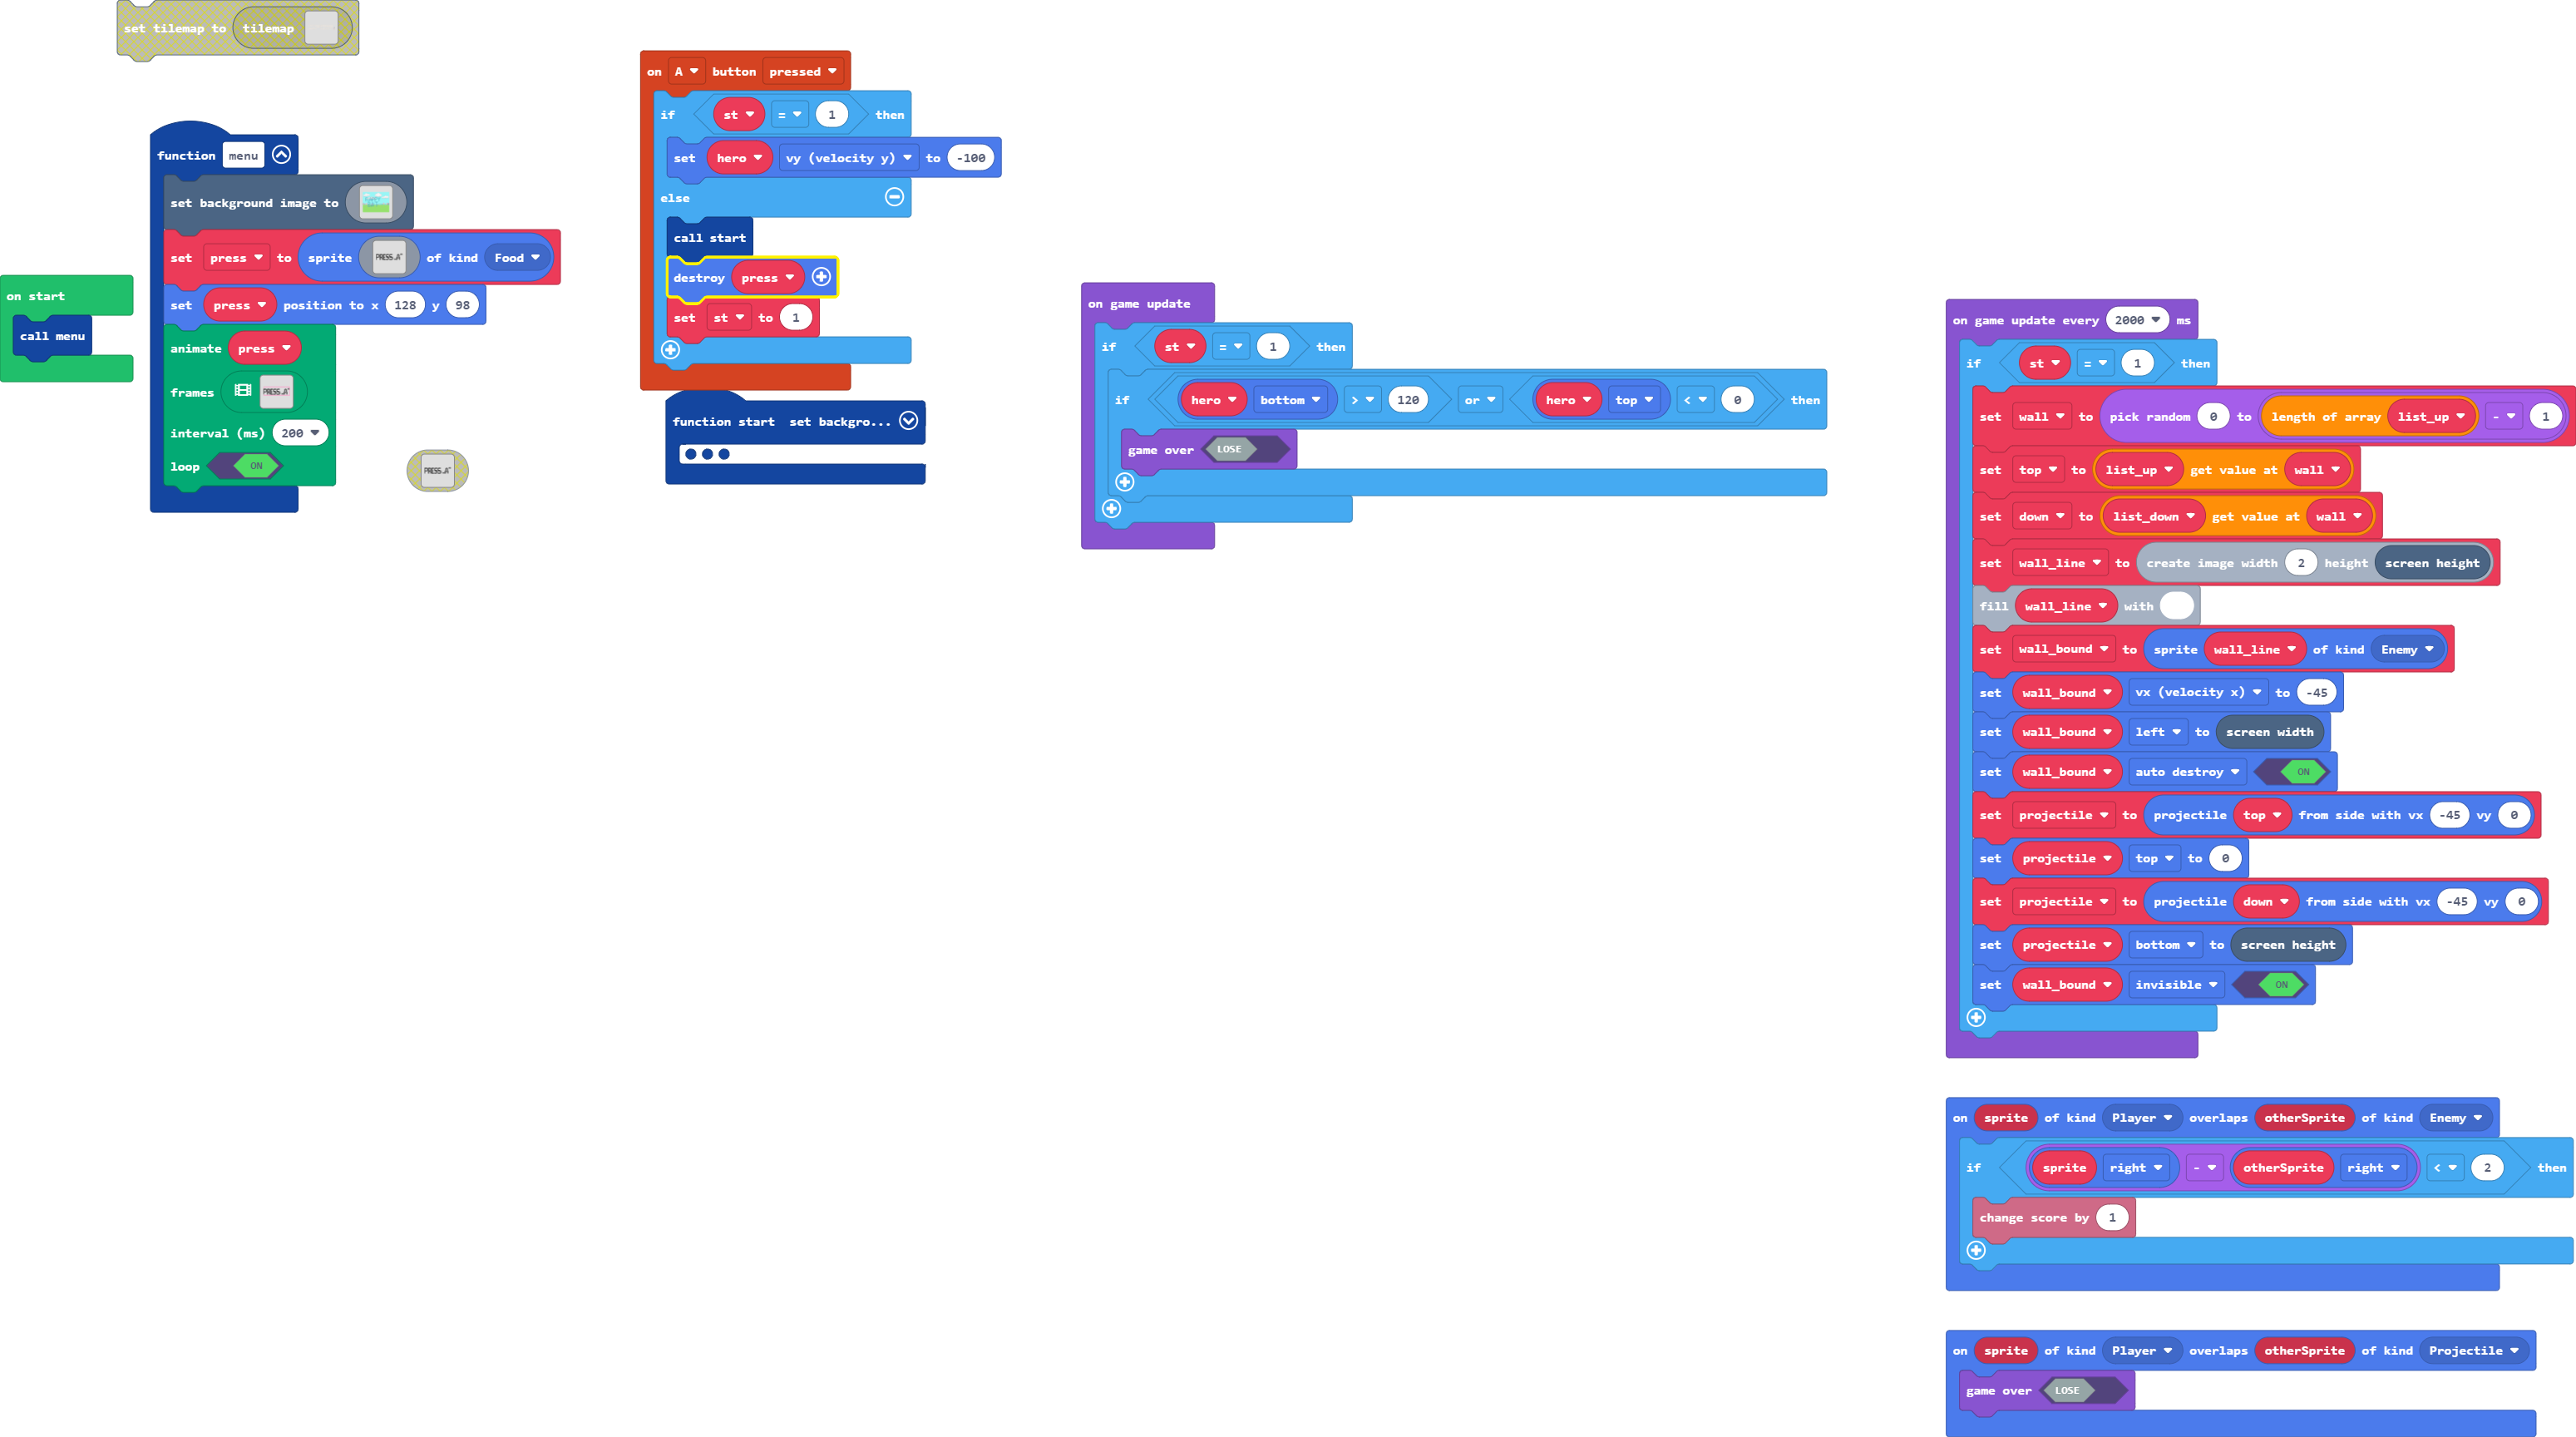 set tilemap to tilemap
on start
call menu
function menu
set background image to
set press to sprite PRESS "A" of kind Food
set press position to x 128 y 98
animate press
frames PRESS "A"
interval (ms) 200
loop ON
PRESS "A"
on A button pressed
if st = 1 then
set hero vy (velocity y) to -100
else
call start
destroy press
set st to 1
function start set backgro...
on game update
if st = 1 then
if hero bottom > 120 or hero top < 0 then
game over LOSE
on game update every 2000 ms
if st = 1 then
set wall to pick random 0 to length of array list_up - 1
set top to list_up get value at wall
set down to list_down get value at wall
set wall_line to create image width 2 height screen height
fill wall_line with
set wall_bound to sprite wall_line of kind Enemy
set wall_bound vx (velocity x) to -45
set wall_bound left to screen width
set wall_bound auto destroy ON
set projectile to projectile top from side with vx -45 vy 0
set projectile top to 0
set projectile to projectile down from side with vx -45 vy 0
set projectile bottom to screen height
set wall_bound invisible ON
on sprite of kind Player overlaps otherSprite of kind Enemy
if sprite right - otherSprite right < 2 then
change score by 1
on sprite of kind Player overlaps otherSprite of kind Projectile
game over LOSE